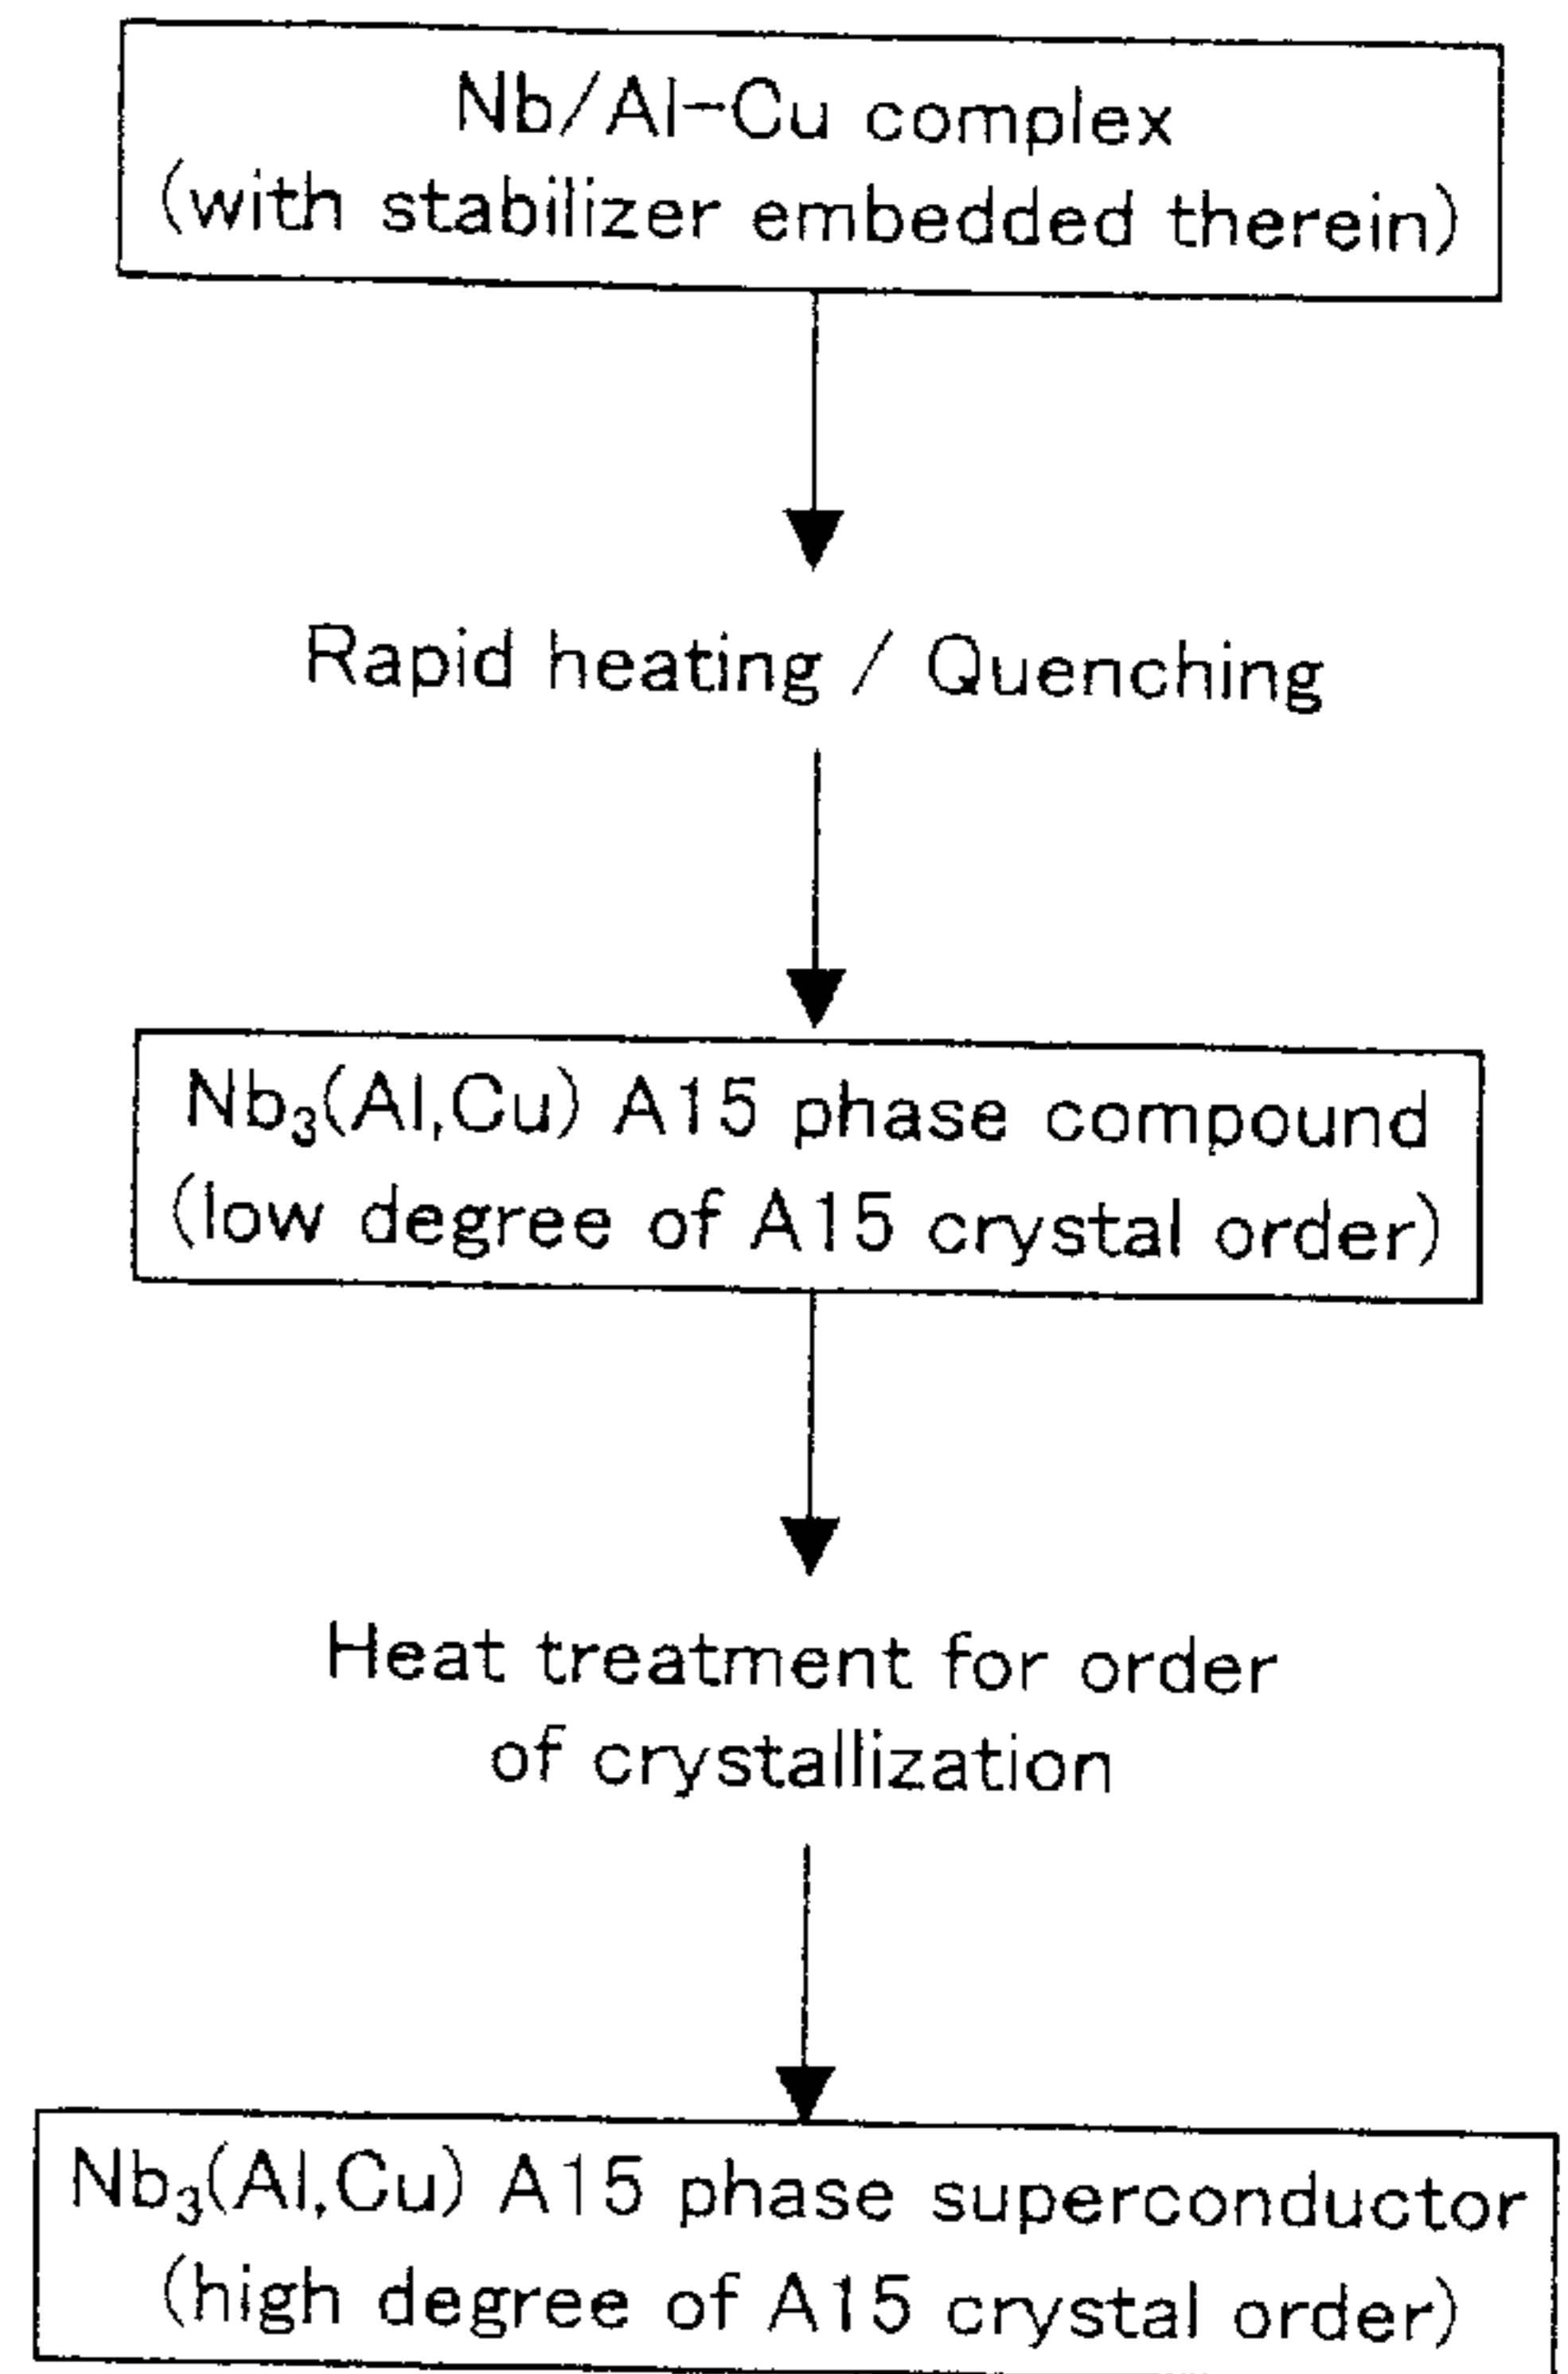 Nb/Al-Cu complex
(with stabilizer embedded therein)
Rapid heating / Quenching
Nb₃(Al,Cu) A15 phase compound
(low degree of A15 crystal order)
Heat treatment for order
of crystallization
Nb₃(Al,Cu) A15 phase superconductor
(high degree of A15 crystal order)